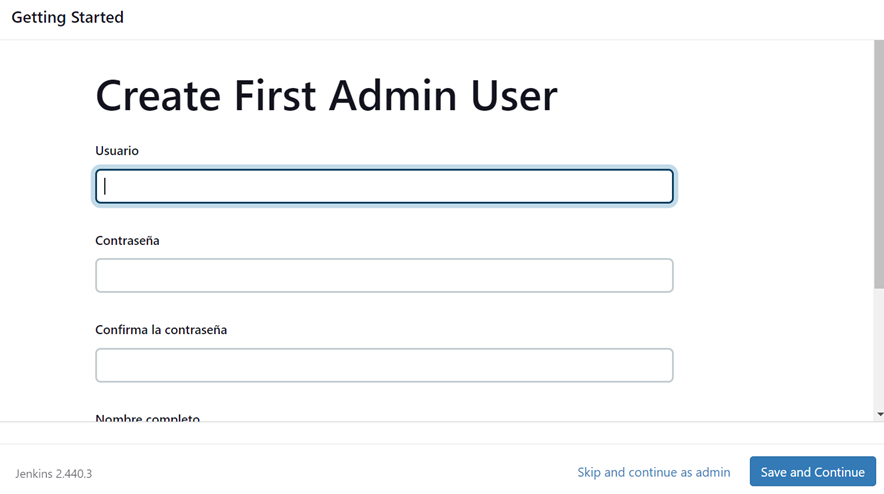 Getting Started
Create First Admin User
Usuario
Contraseña
Confirma la contraseña
Nombre completo
Jenkins 2.440.3
Skip and continue as admin
Save and Continue